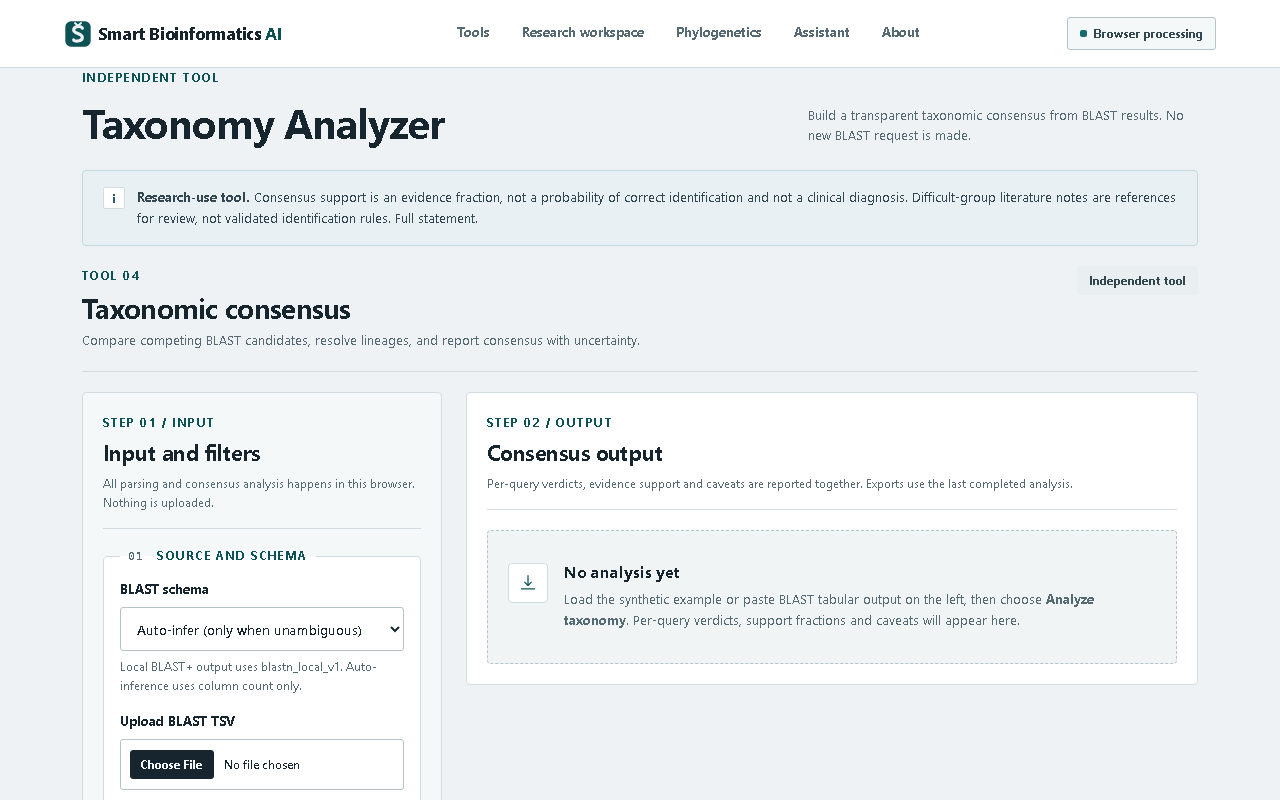 Š Smart Bioinformatics AI
Tools
Research workspace
Phylogenetics
Assistant
About
Browser processing
INDEPENDENT TOOL
Taxonomy Analyzer
Build a transparent taxonomic consensus from BLAST results. No
new BLAST request is made.
i
Research-use tool. Consensus support is an evidence fraction, not a probability of correct identification and not a clinical diagnosis. Difficult-group literature notes are references
for review, not validated identification rules. Full statement.
TOOL 04
Independent tool
Taxonomic consensus
Compare competing BLAST candidates, resolve lineages, and report consensus with uncertainty.
STEP 01 / INPUT
Input and filters
All parsing and consensus analysis happens in this browser.
Nothing is uploaded.
01 SOURCE AND SCHEMA
BLAST schema
Auto-infer (only when unambiguous)
Local BLAST+ output uses blastn_local_v1. Auto-
inference uses column count only.
Upload BLAST TSV
Choose File No file chosen
STEP 02 / OUTPUT
Consensus output
Per-query verdicts, evidence support and caveats are reported together. Exports use the last completed analysis.
No analysis yet
Load the synthetic example or paste BLAST tabular output on the left, then choose Analyze
taxonomy. Per-query verdicts, support fractions and caveats will appear here.